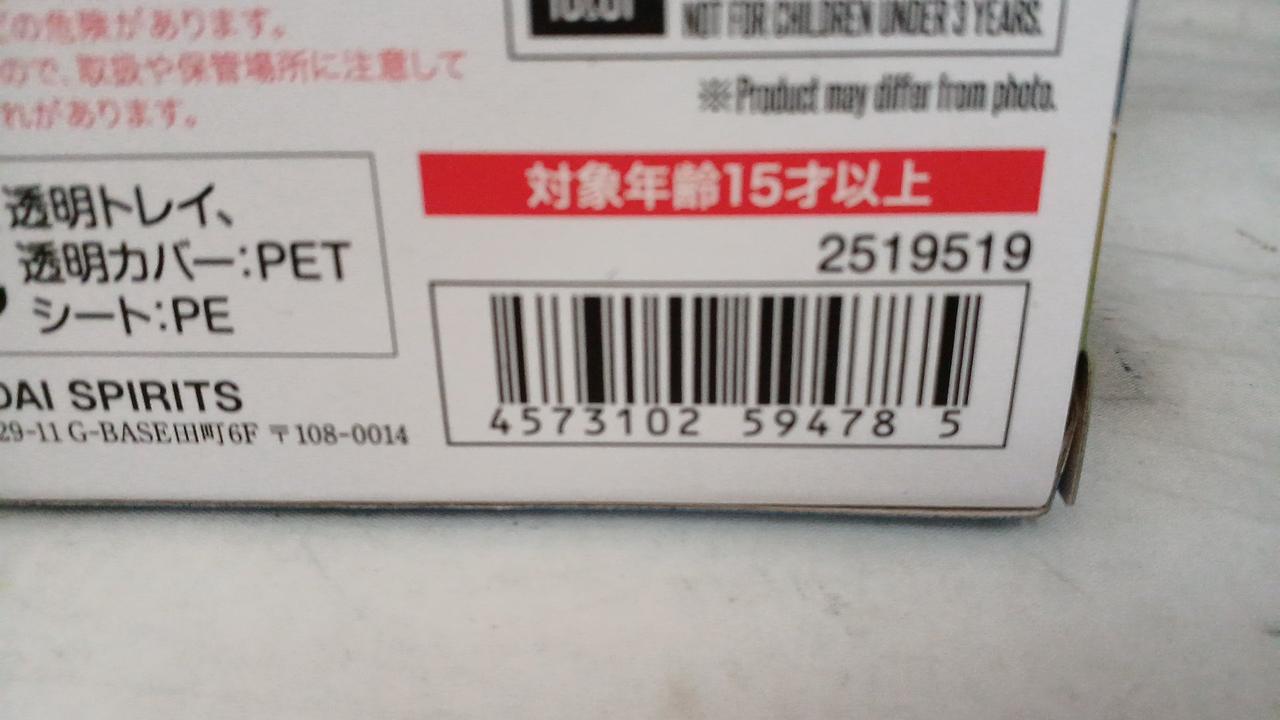 の危険があります。
ので、取扱や保管場所に注意して
れがあります。
透明トレイ、
透明カバー:PET
シート:PE
DAI SPIRITS
29-11 G-BASE田町6F 〒108-0014
NOT FOR CHILDREN UNDER 3 YEARS.
※Product may differ from photo.
対象年齢15才以上
2519519
4573102 59478 5